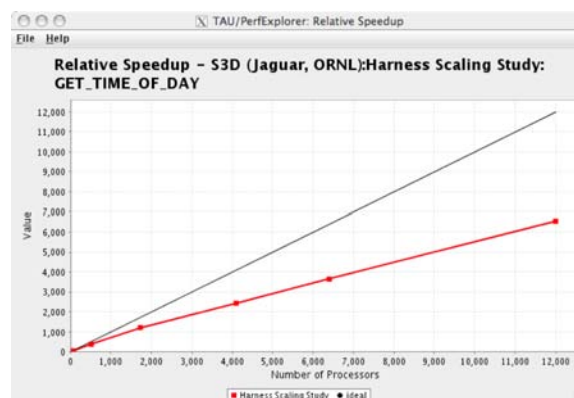 TAU/PerfExplorer: Relative Speedup
File Help
Relative Speedup – S3D (Jaguar, ORNL):Harness Scaling Study:
GET_TIME_OF_DAY
12,000
11,000
10,000
9,000
8,000
7,000
6,000
5,000
4,000
3,000
2,000
1,000
0
Value
0 1,000 2,000 3,000 4,000 5,000 6,000 7,000 8,000 9,000 10,000 11,000 12,000
Number of Processors
Harness Scaling Study ideal